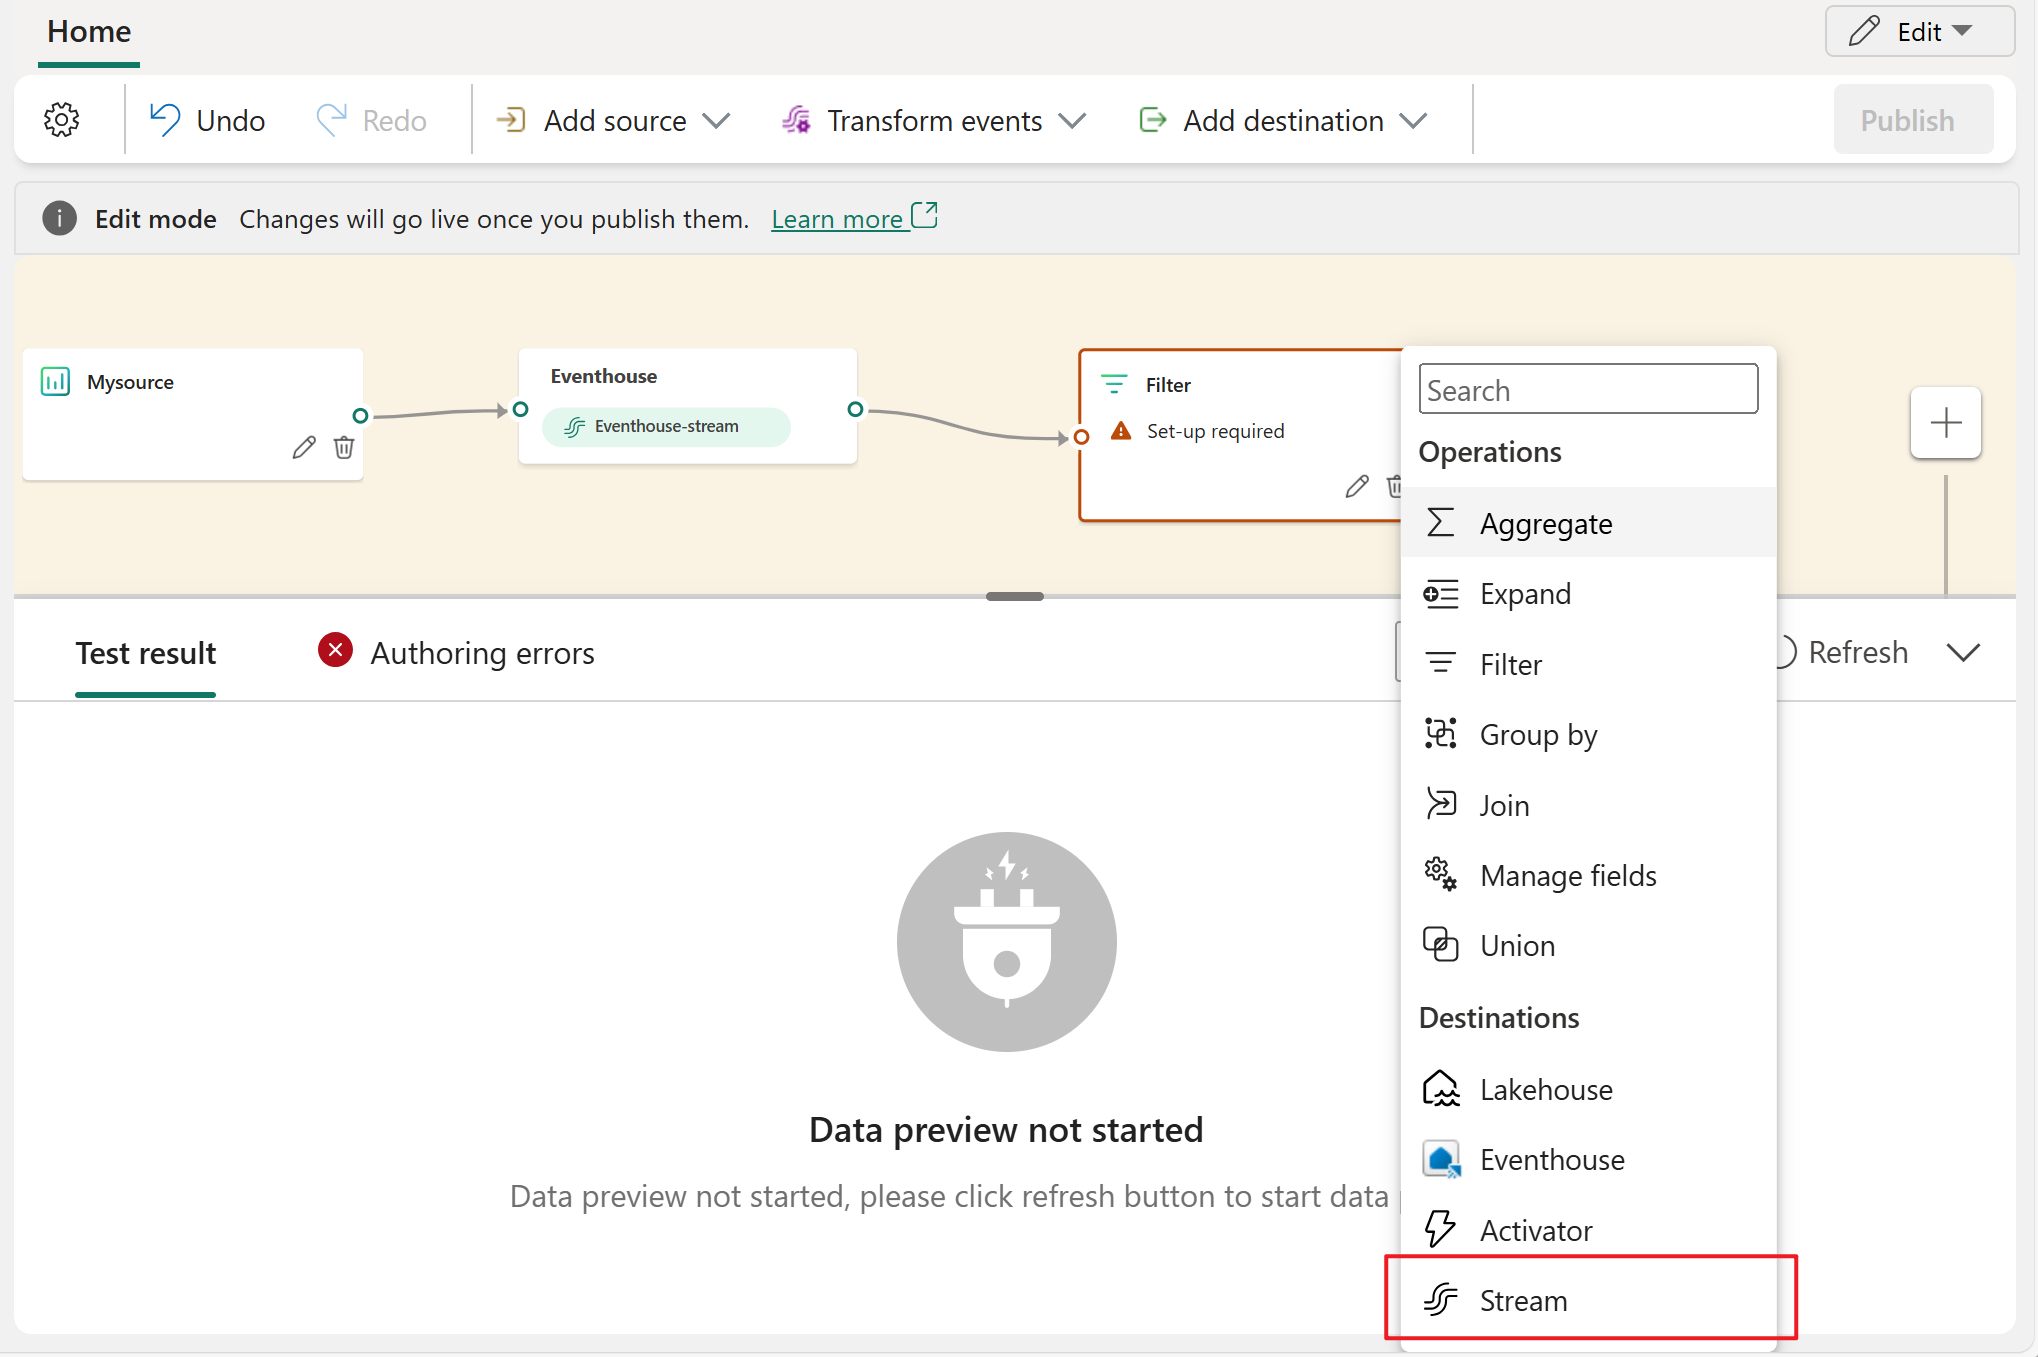 Home
Edit
Undo
Redo
Add source
Transform events
Add destination
Publish
Edit mode Changes will go live once you publish them. Learn more
Mysource
Eventhouse
Eventhouse-stream
Filter
Set-up required
Search
Operations
Aggregate
Expand
Filter
Group by
Join
Manage fields
Union
Destinations
Lakehouse
Eventhouse
Activator
Stream
Test result
Authoring errors
Refresh
Data preview not started
Data preview not started, please click refresh button to start data